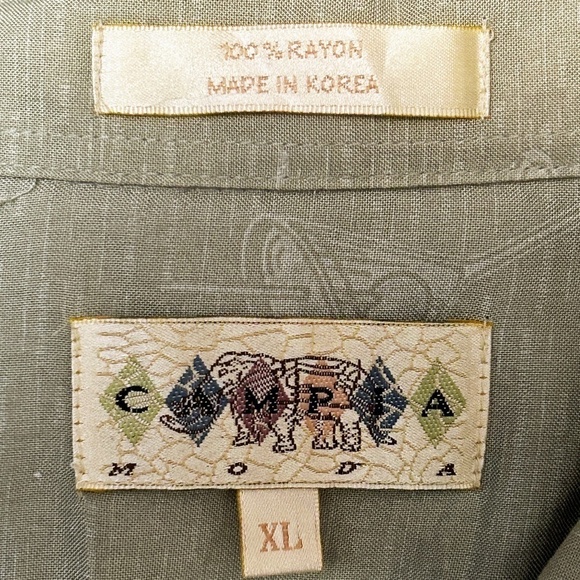 100% RAYON
MADE IN KOREA
CAMPIA
MODA
XL